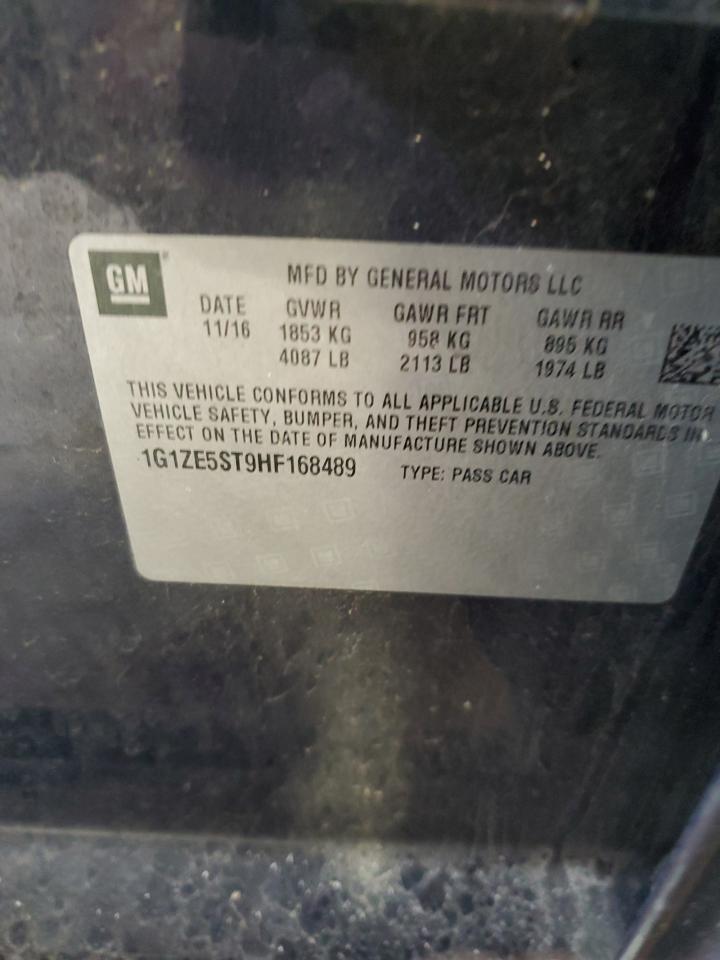 GM
MFD BY GENERAL MOTORS LLC
DATE GVWR GAWR FRT GAWR RR
11/16 1853 KG 958 KG 895 KG
4087 LB 2113 LB 1974 LB
THIS VEHICLE CONFORMS TO ALL APPLICABLE U.S. FEDERAL MOTOR
VEHICLE SAFETY, BUMPER, AND THEFT PREVENTION STANDARDS IN
EFFECT ON THE DATE OF MANUFACTURE SHOWN ABOVE.
1G1ZE5ST9HF168489 TYPE: PASS CAR